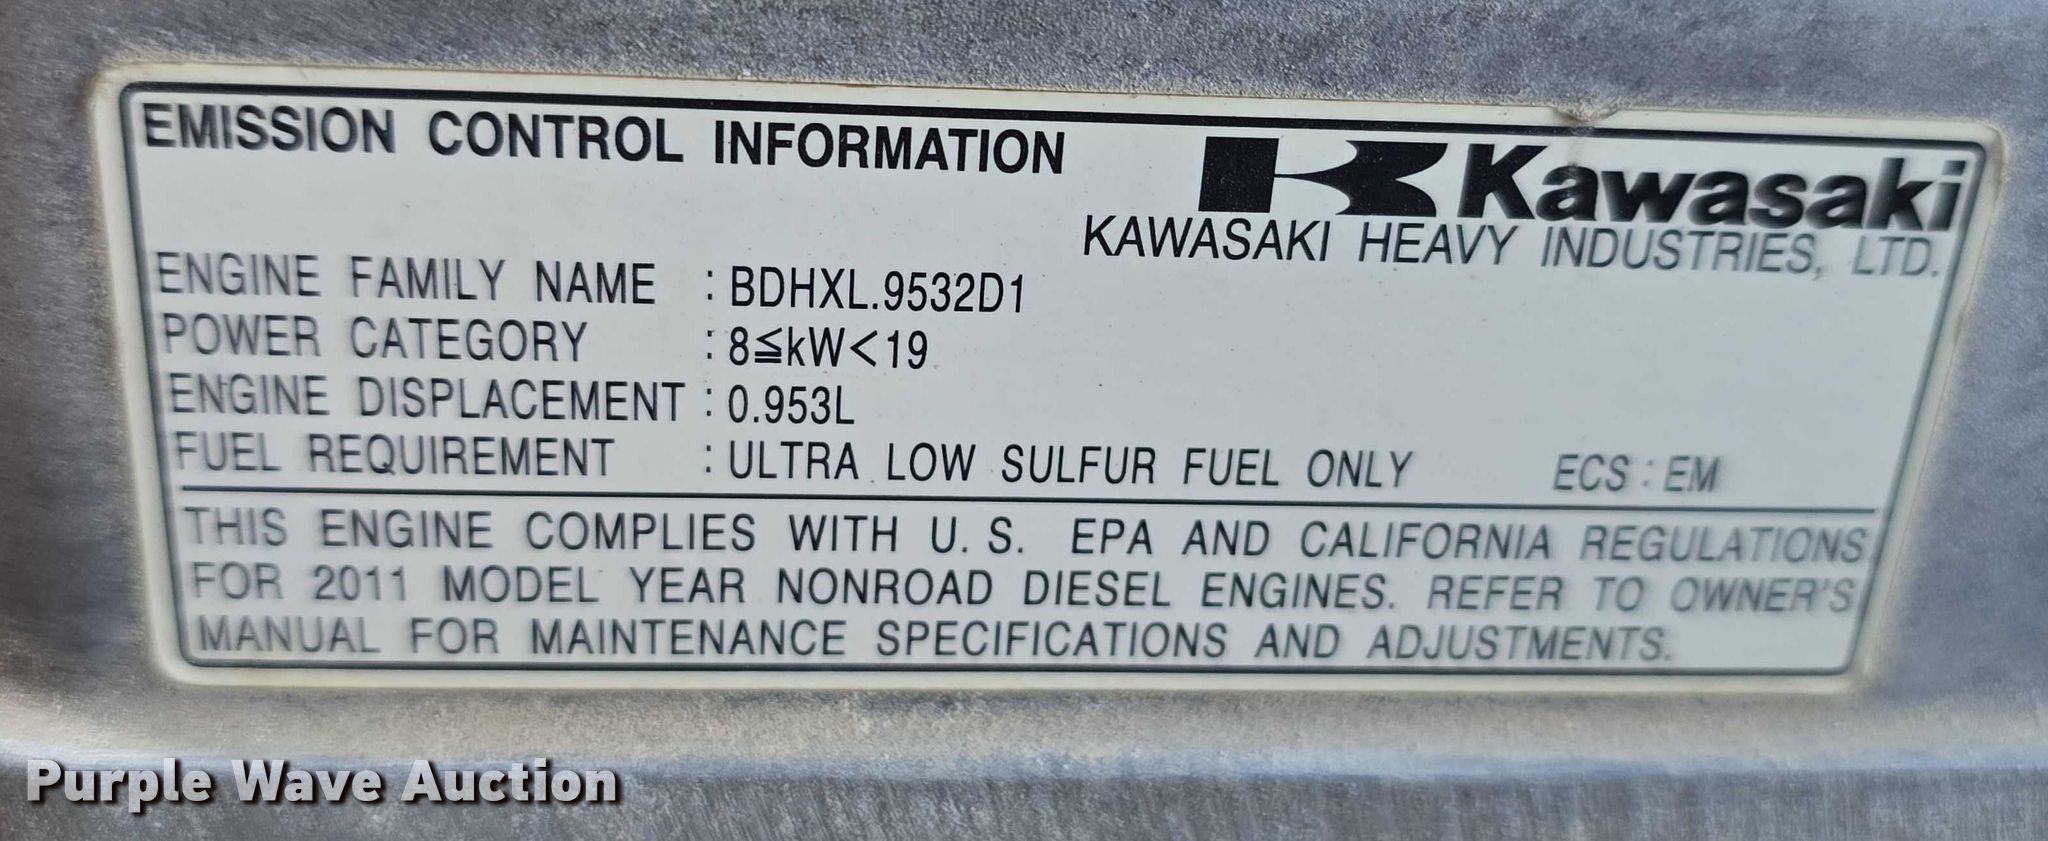 EMISSION CONTROL INFORMATION
Kawasaki
KAWASAKI HEAVY INDUSTRIES, LTD.
ENGINE FAMILY NAME : BDHXL.9532D1
POWER CATEGORY : 8≦kW<19
ENGINE DISPLACEMENT : 0.953L
FUEL REQUIREMENT : ULTRA LOW SULFUR FUEL ONLY ECS : EM
THIS ENGINE COMPLIES WITH U. S. EPA AND CALIFORNIA REGULATIONS
FOR 2011 MODEL YEAR NONROAD DIESEL ENGINES. REFER TO OWNER'S
MANUAL FOR MAINTENANCE SPECIFICATIONS AND ADJUSTMENTS.
Purple Wave Auction